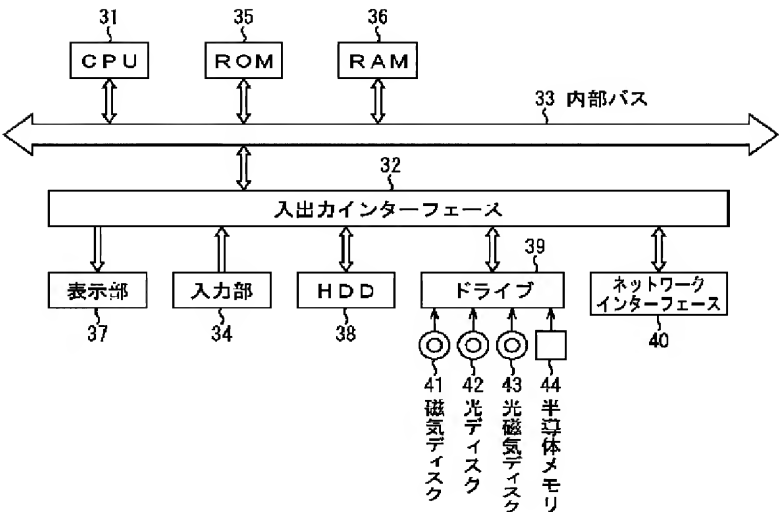 31
35
36
CPU
ROM
RAM
33 内部バス
32
入出力インターフェース
39
表示部
入力部
HDD
ドライブ
ネットワーク
インターフェース
37
34
38
40
41 磁気ディスク
42 光ディスク
43 光磁気ディスク
44 半導体メモリ